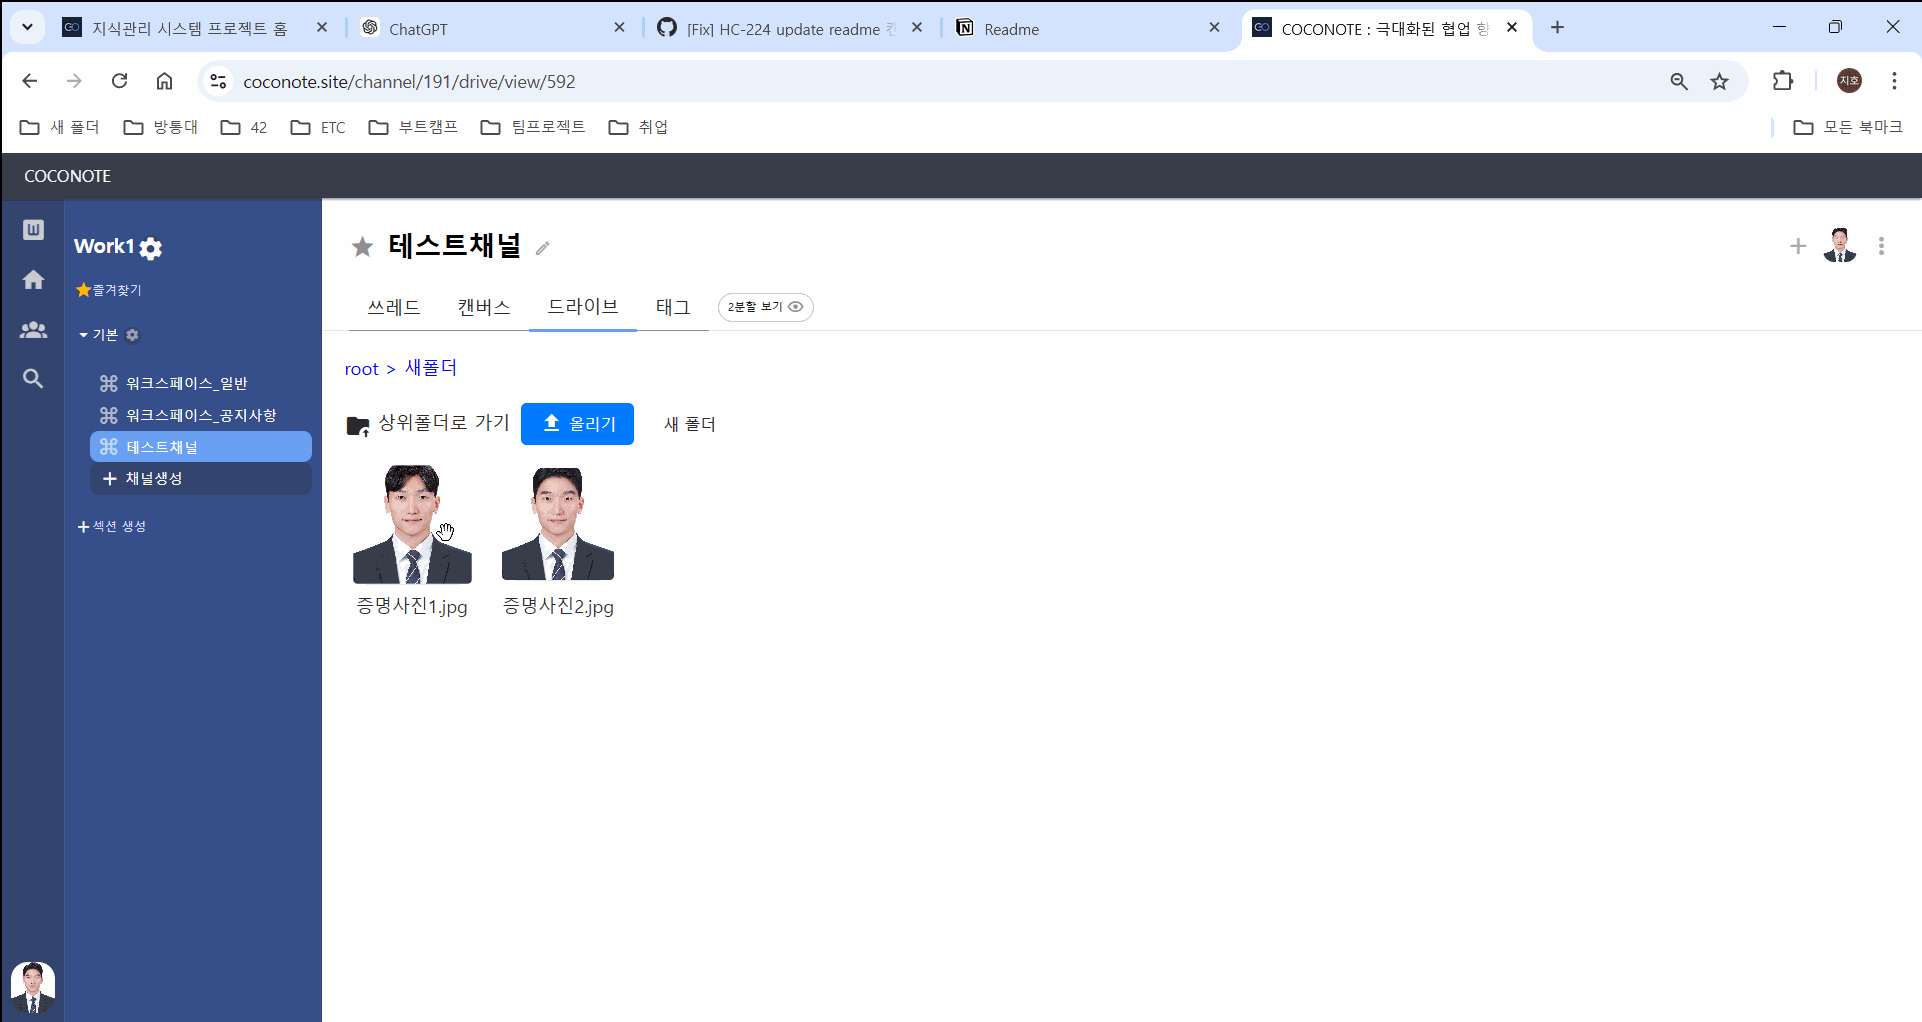 지식관리 시스템 프로젝트 홈
ChatGPT
[Fix] HC-224 update readme
Readme
COCONOTE : 극대화된 협업
coconote.site/channel/191/drive/view/592
지호
새 폴더
방통대
42
ETC
부트캠프
팀프로젝트
취업
모든 북마크
COCONOTE
Work1
즐겨찾기
기본
워크스페이스_일반
워크스페이스_공지사항
테스트채널
채널생성
섹션 생성
테스트채널
쓰레드
캔버스
드라이브
태그
2분할 보기
root > 새폴더
상위폴더로 가기
올리기
새 폴더
증명사진1.jpg
증명사진2.jpg